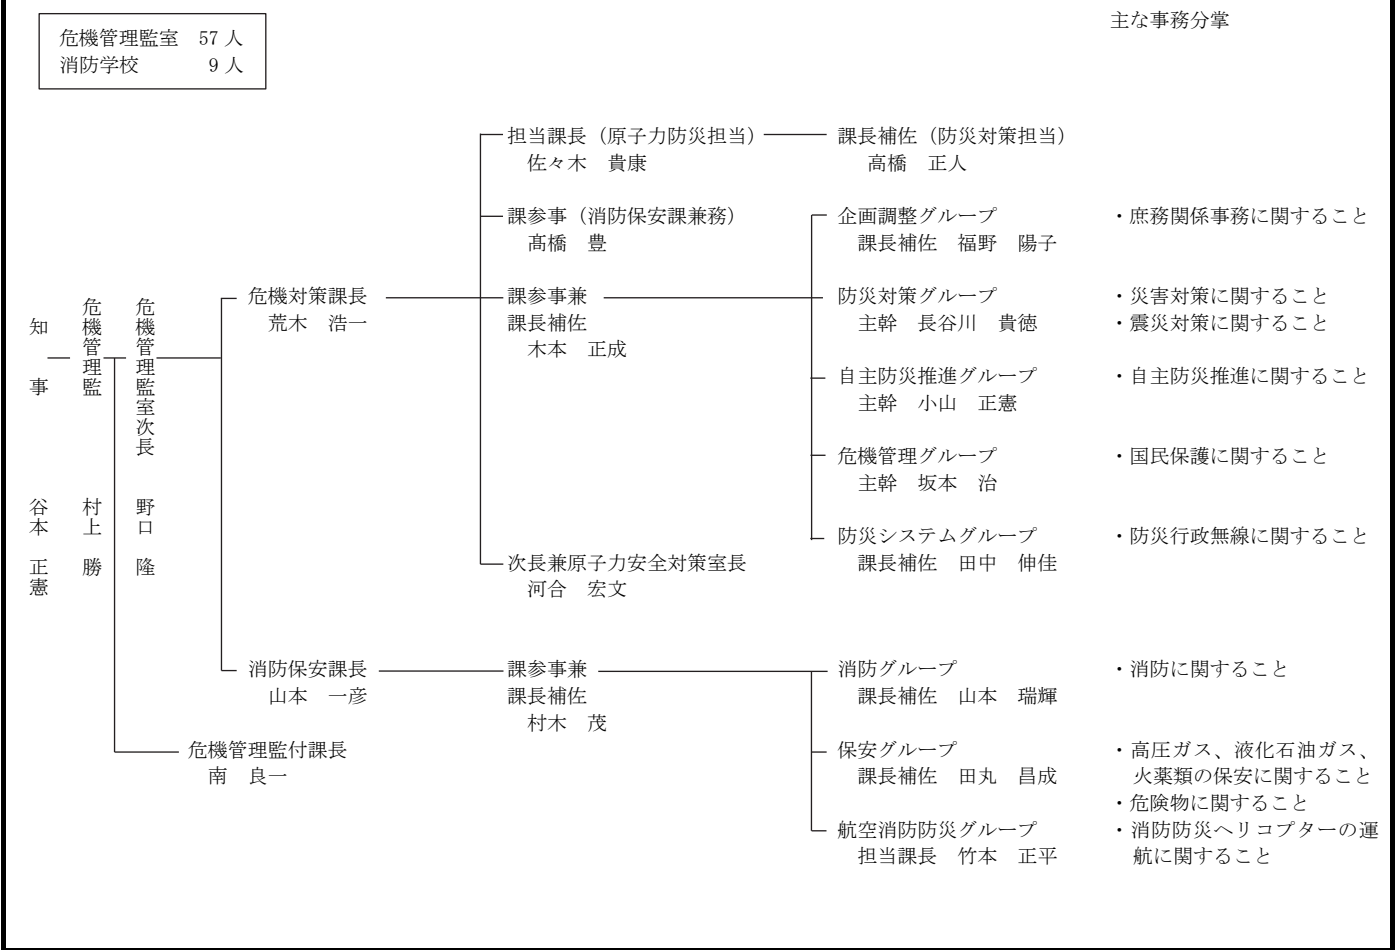 主な事務分掌
危機管理監室 57人
消防学校 9人
知事 谷本 正憲
危機管理監 村上 勝
危機管理監室次長 野口 隆
危機対策課長
荒木 浩一
担当課長（原子力防災担当）
佐々木 貴康
課長補佐（防災対策担当）
高橋 正人
課参事（消防保安課兼務）
髙橋 豊
課参事兼
課長補佐
木本 正成
企画調整グループ
課長補佐 福野 陽子
・庶務関係事務に関すること
防災対策グループ
主幹 長谷川 貴徳
・災害対策に関すること
・震災対策に関すること
自主防災推進グループ
主幹 小山 正憲
・自主防災推進に関すること
危機管理グループ
主幹 坂本 治
・国民保護に関すること
防災システムグループ
課長補佐 田中 伸佳
・防災行政無線に関すること
次長兼原子力安全対策室長
河合 宏文
消防保安課長
山本 一彦
課参事兼
課長補佐
村木 茂
消防グループ
課長補佐 山本 瑞輝
・消防に関すること
保安グループ
課長補佐 田丸 昌成
・高圧ガス、液化石油ガス、
火薬類の保安に関すること
・危険物に関すること
航空消防防災グループ
担当課長 竹本 正平
・消防防災ヘリコプターの運
航に関すること
危機管理監付課長
南 良一